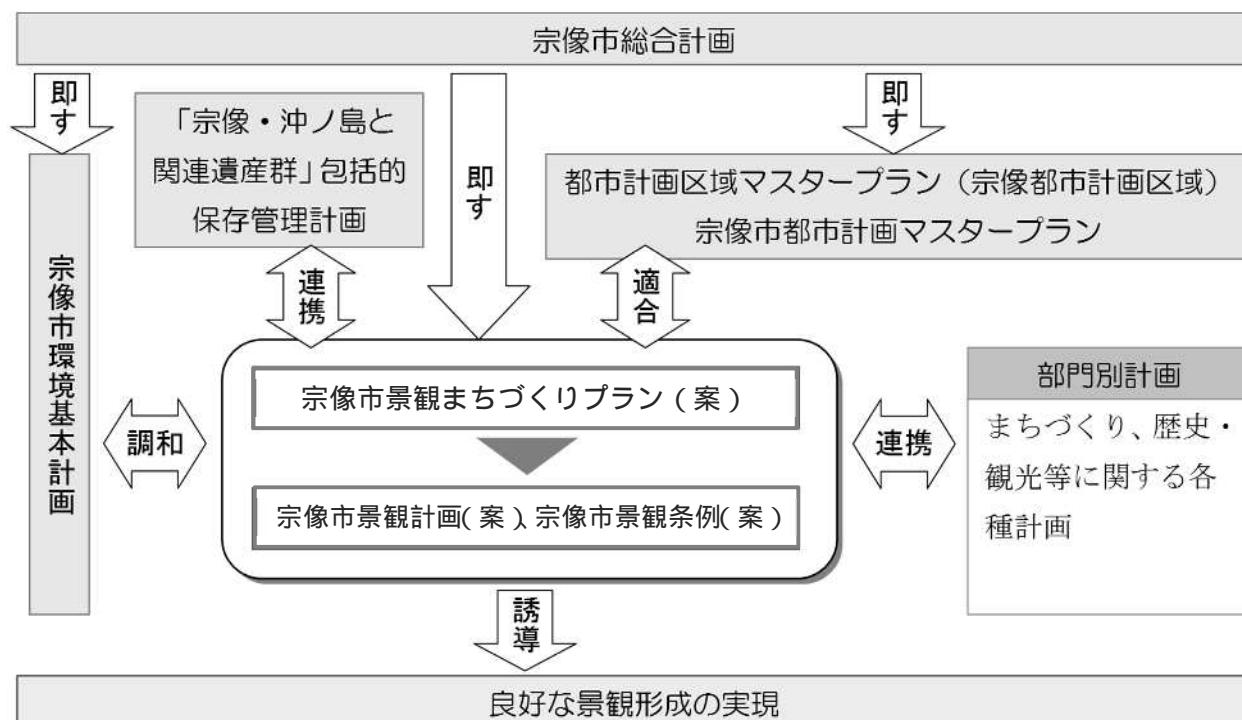 宗像市総合計画
即す
即す
即す
「宗像・沖ノ島と
関連遺産群」包括的
保存管理計画
都市計画区域マスタープラン（宗像都市計画区域）
宗像市都市計画マスタープラン
宗像市環境基本計画
連携
適合
宗像市景観まちづくりプラン（案）
宗像市景観計画（案）、宗像市景観条例（案）
調和
連携
部門別計画
まちづくり、歴史・
観光等に関する各
種計画
誘導
良好な景観形成の実現